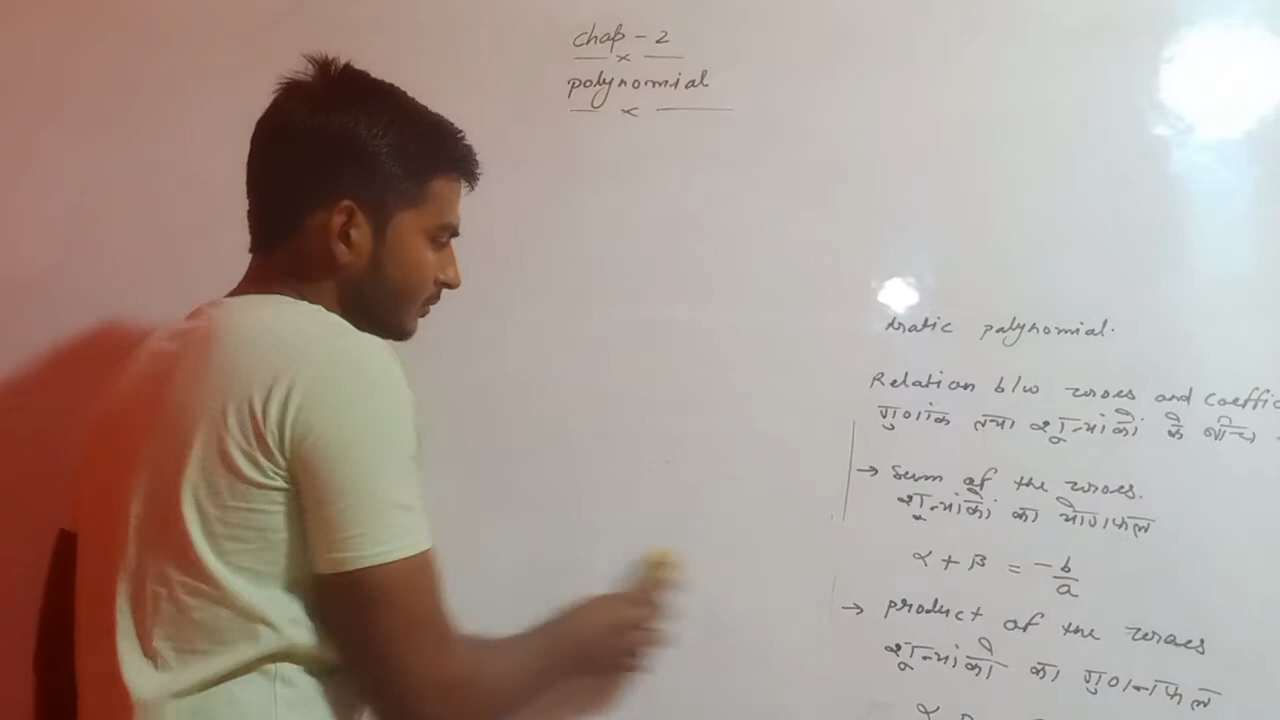 chap - 2
polynomial
dratic polynomial.
Relation b/w zeroes and coeffic
गुणांक तथा शून्यांकों के बीच
→ Sum of the zeroes.
शून्यांकों का योगफल
α + β = -b/a
→ product of the zeroes
शून्यांकों का गुणनफल
α